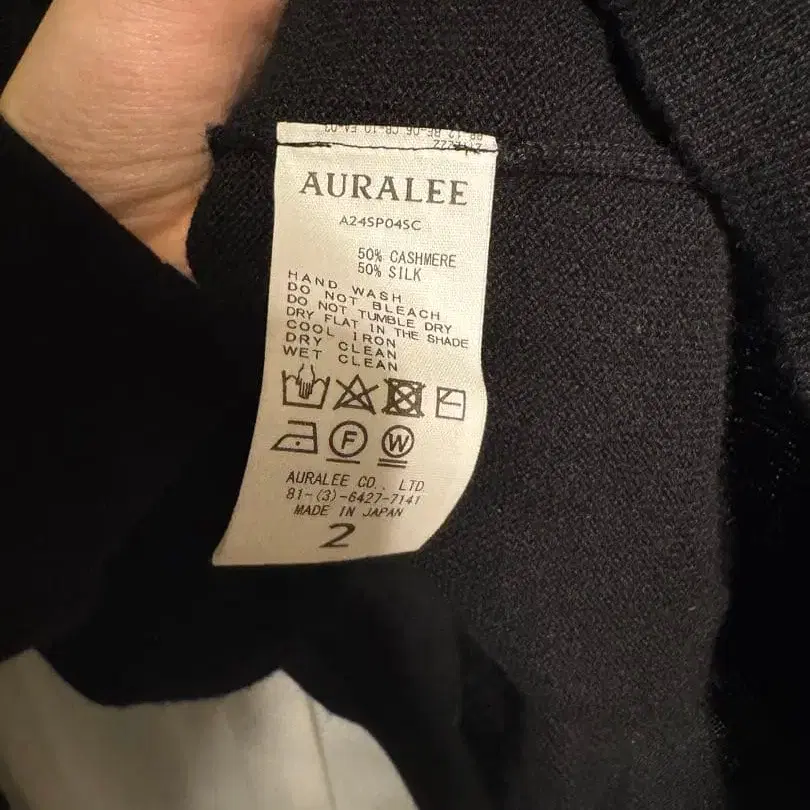 AURALEE
A24SP04SC
50% CASHMERE
50% SILK
HAND WASH
DO NOT BLEACH
DO NOT TUMBLE DRY
DRY FLAT IN THE SHADE
COOL IRON
DRY CLEAN
WET CLEAN
F W
AURALEE CO., LTD
81-(3)-6427-7141
MADE IN JAPAN
2